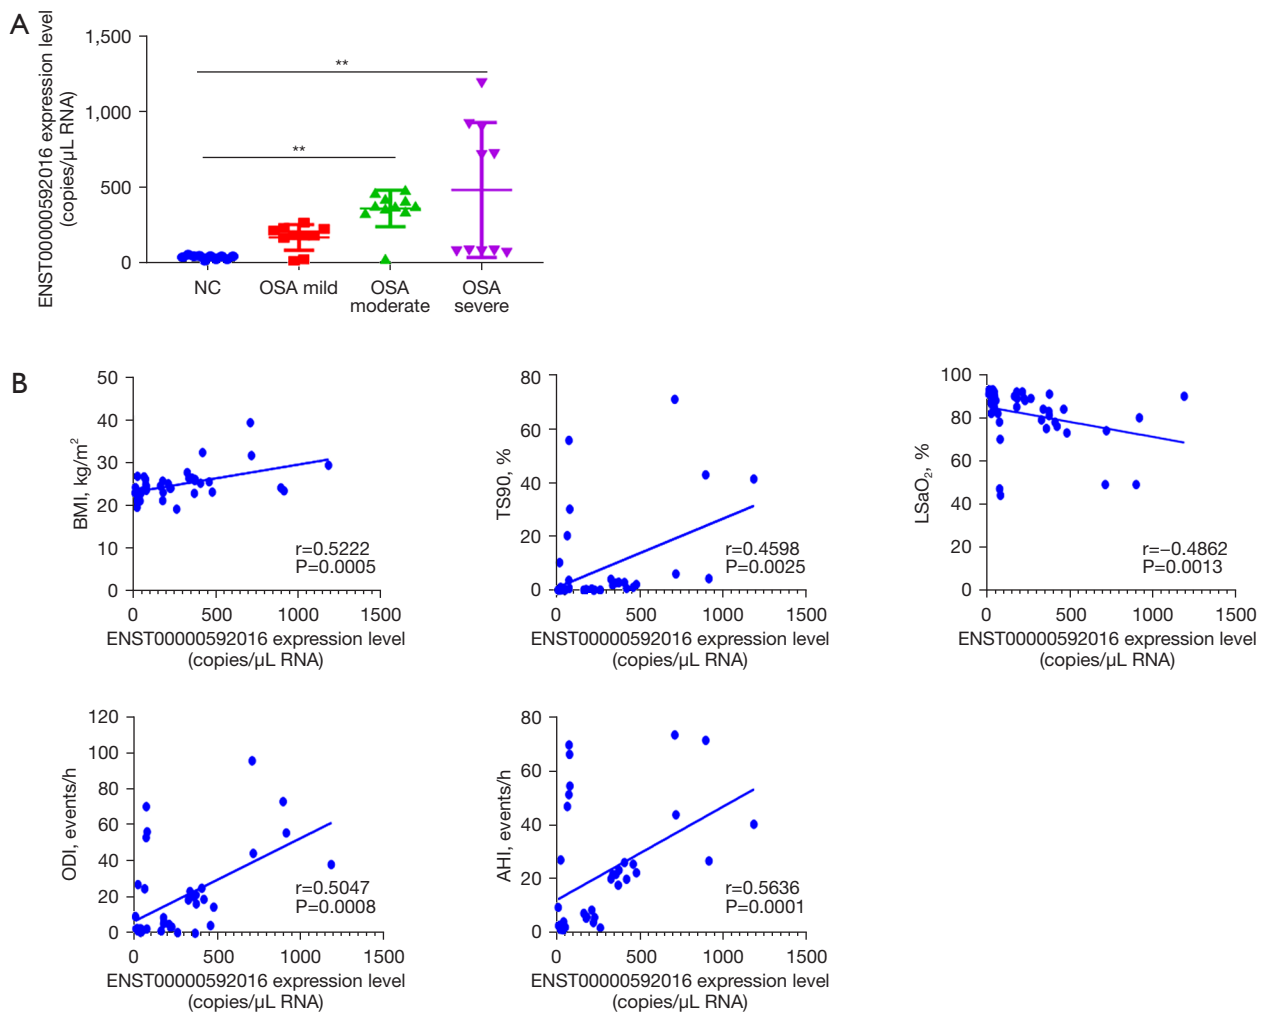 A
ENST00000592016 expression level
(copies/µL RNA)
1,500
1,000
500
0
**
**
NC
OSA mild
OSA
moderate
OSA
severe
B
50
40
30
20
10
0
BMI, kg/m²
r=0.5222
P=0.0005
0
500
1000
1500
ENST00000592016 expression level
(copies/µL RNA)
80
60
40
20
0
TS90, %
r=0.4598
P=0.0025
0
500
1000
1500
ENST00000592016 expression level
(copies/µL RNA)
100
80
60
40
20
0
LSaO₂, %
r=−0.4862
P=0.0013
0
500
1000
1500
ENST00000592016 expression level
(copies/µL RNA)
120
100
80
60
40
20
0
ODI, events/h
r=0.5047
P=0.0008
0
500
1000
1500
ENST00000592016 expression level
(copies/µL RNA)
80
60
40
20
0
AHI, events/h
r=0.5636
P=0.0001
0
500
1000
1500
ENST00000592016 expression level
(copies/µL RNA)